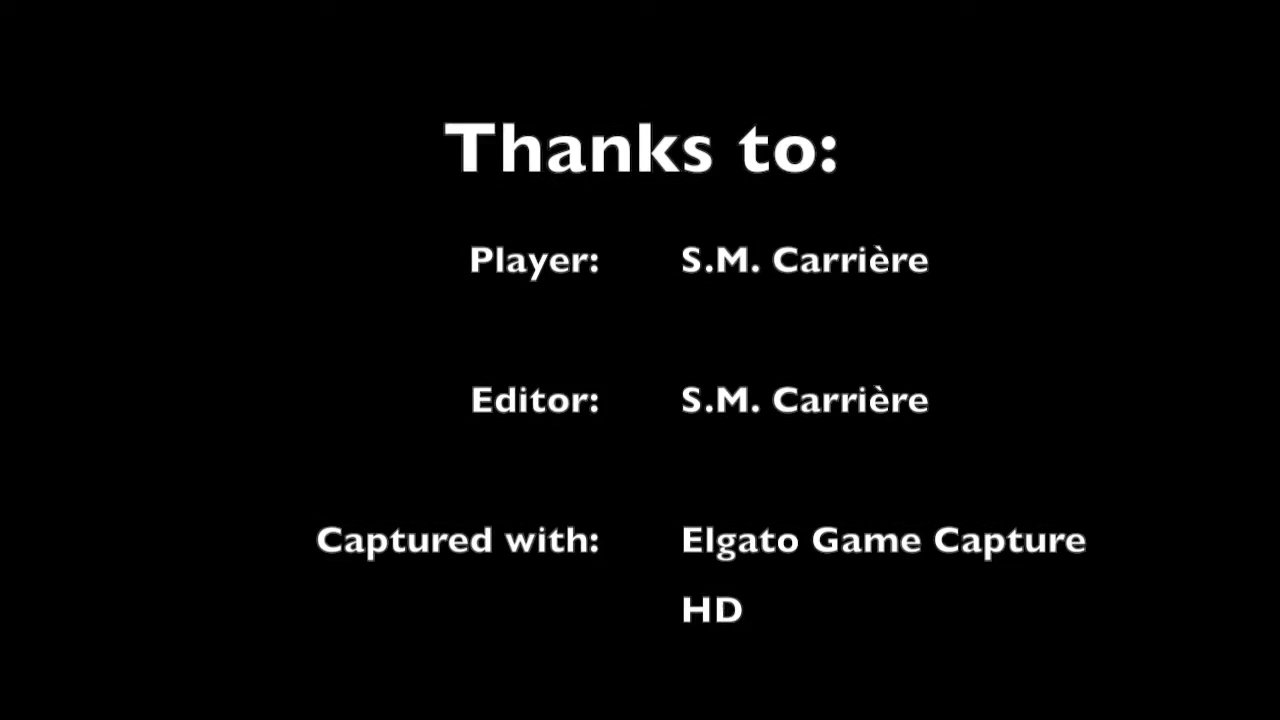 Thanks to:
Player: S.M. Carrière
Editor: S.M. Carrière
Captured with: Elgato Game Capture
HD